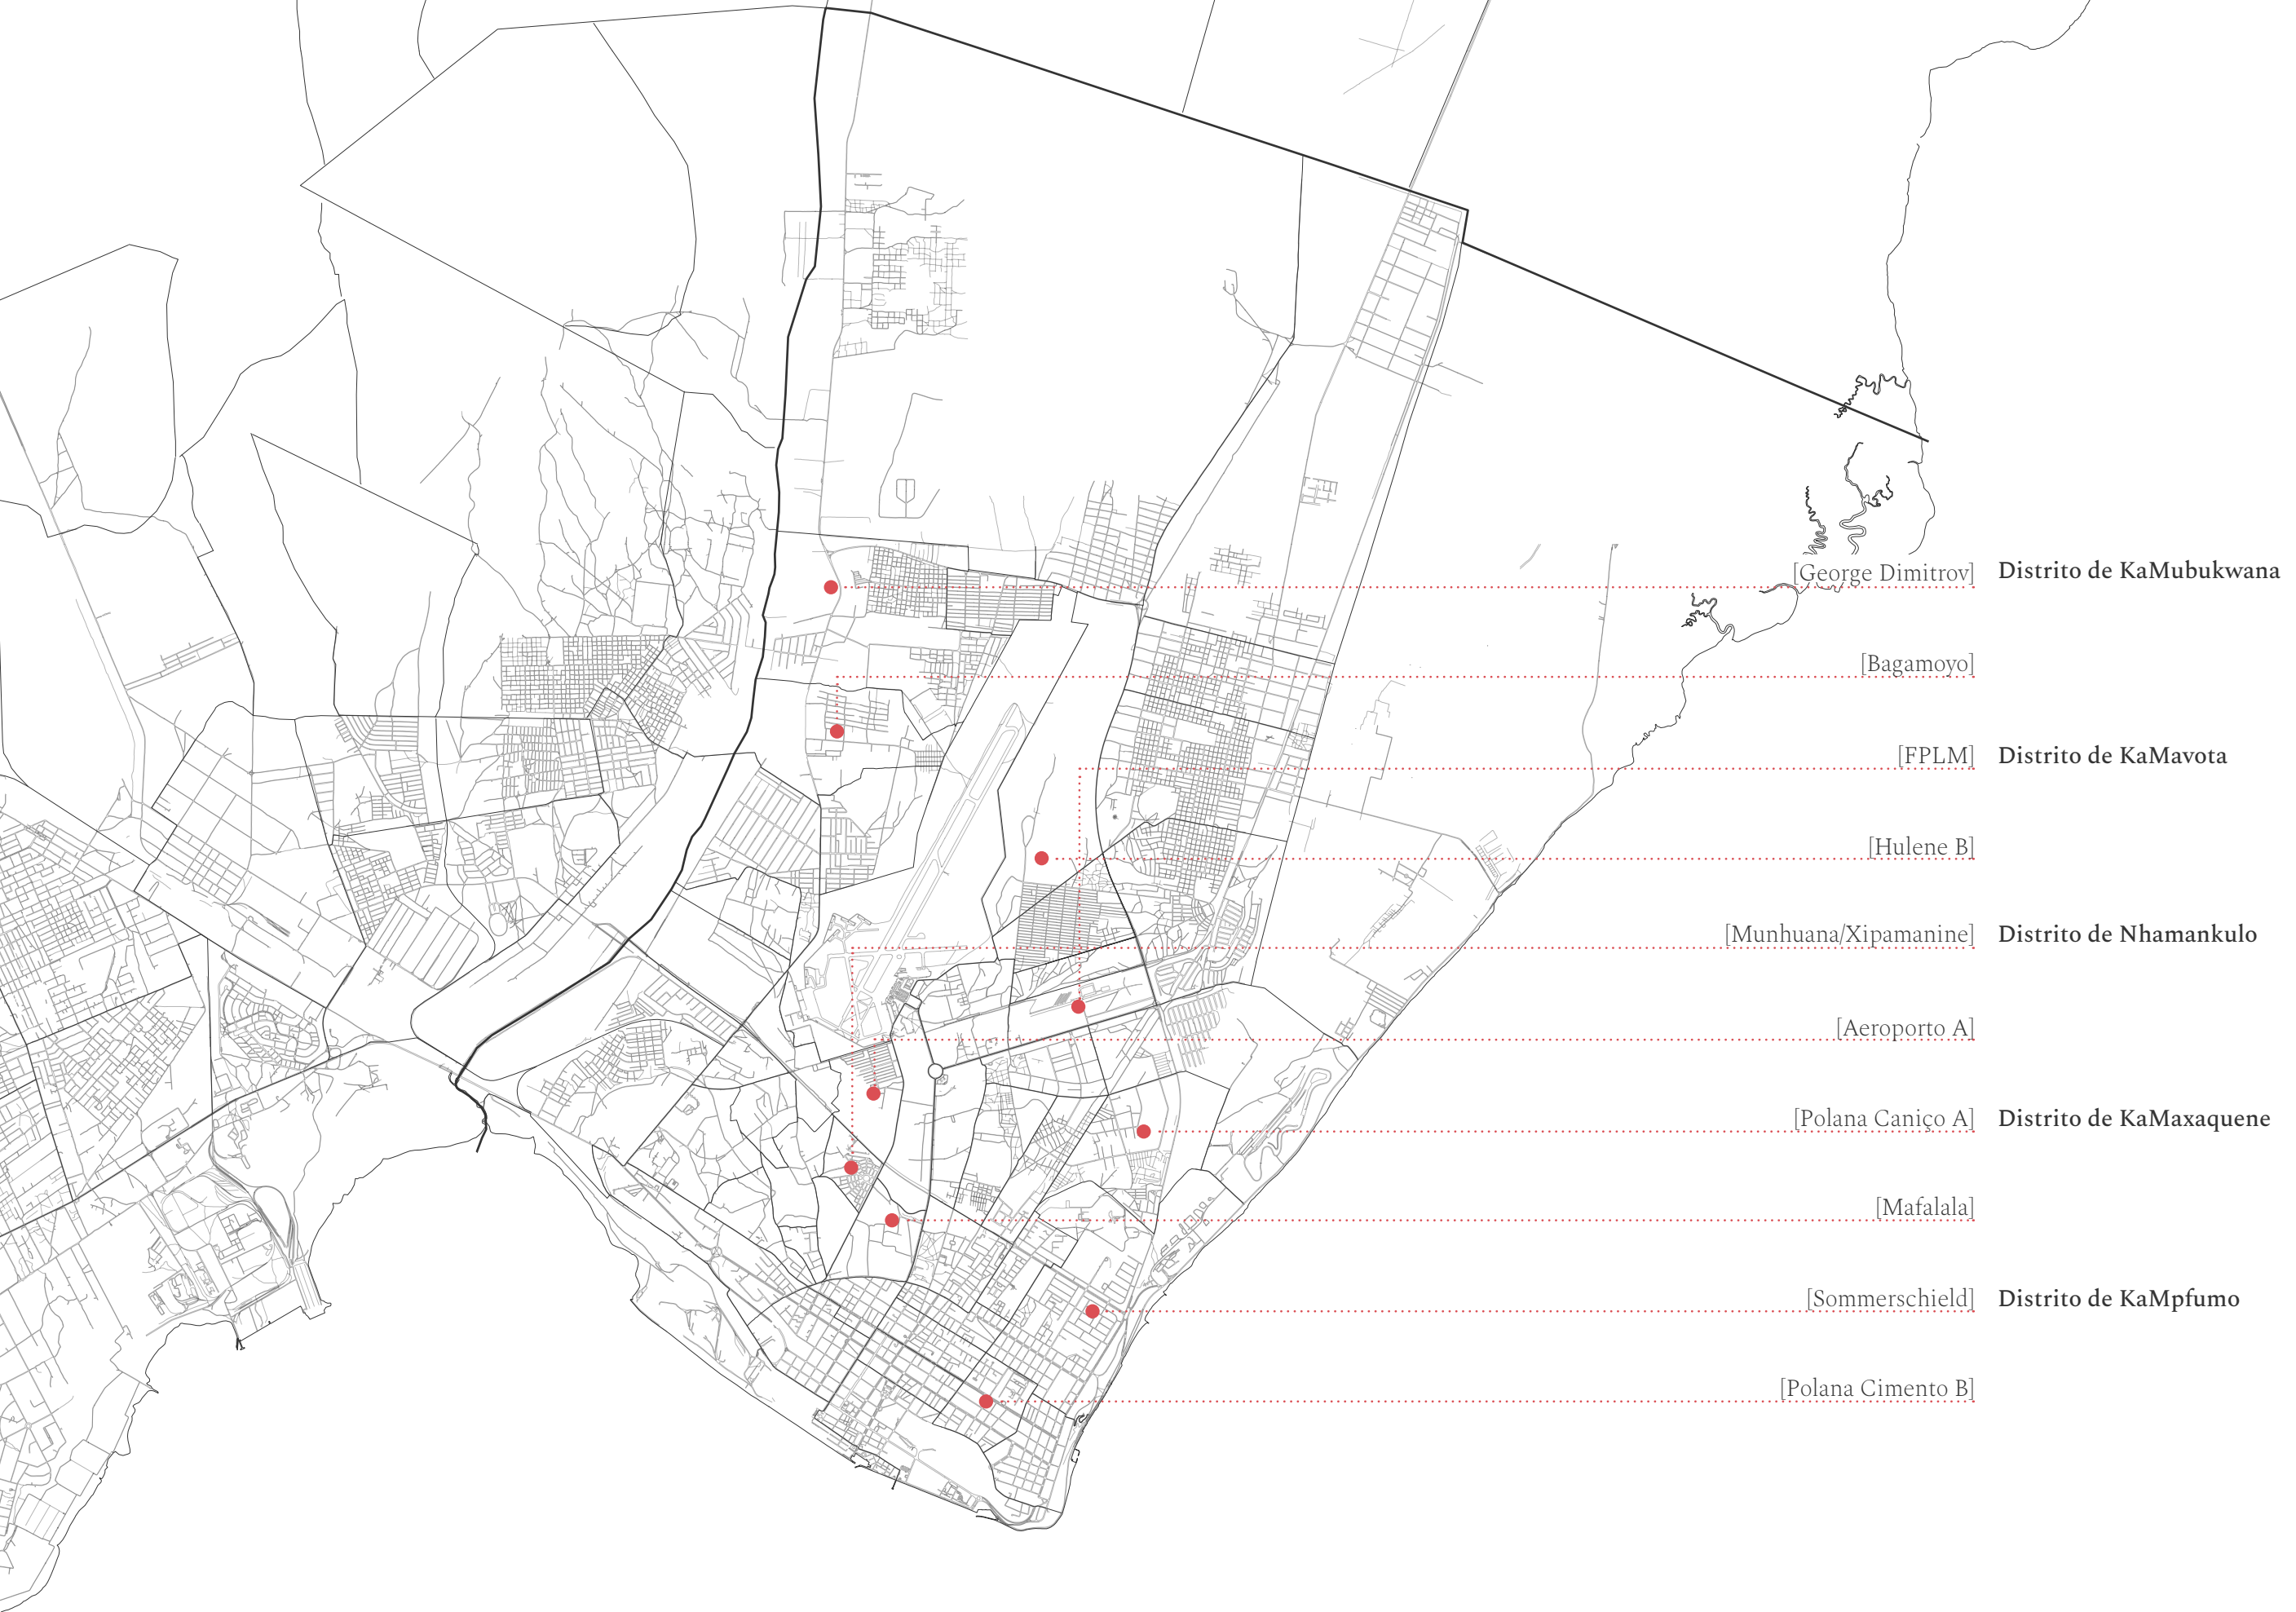 [George Dimitrov] Distrito de KaMubukwana
[Bagamoyo]
[FPLM] Distrito de KaMavota
[Hulene B]
[Munhuana/Xipamanine] Distrito de Nhamankulo
[Aeroporto A]
[Polana Caniço A] Distrito de KaMaxaquene
[Mafalala]
[Sommerschield] Distrito de KaMpfumo
[Polana Cimento B]